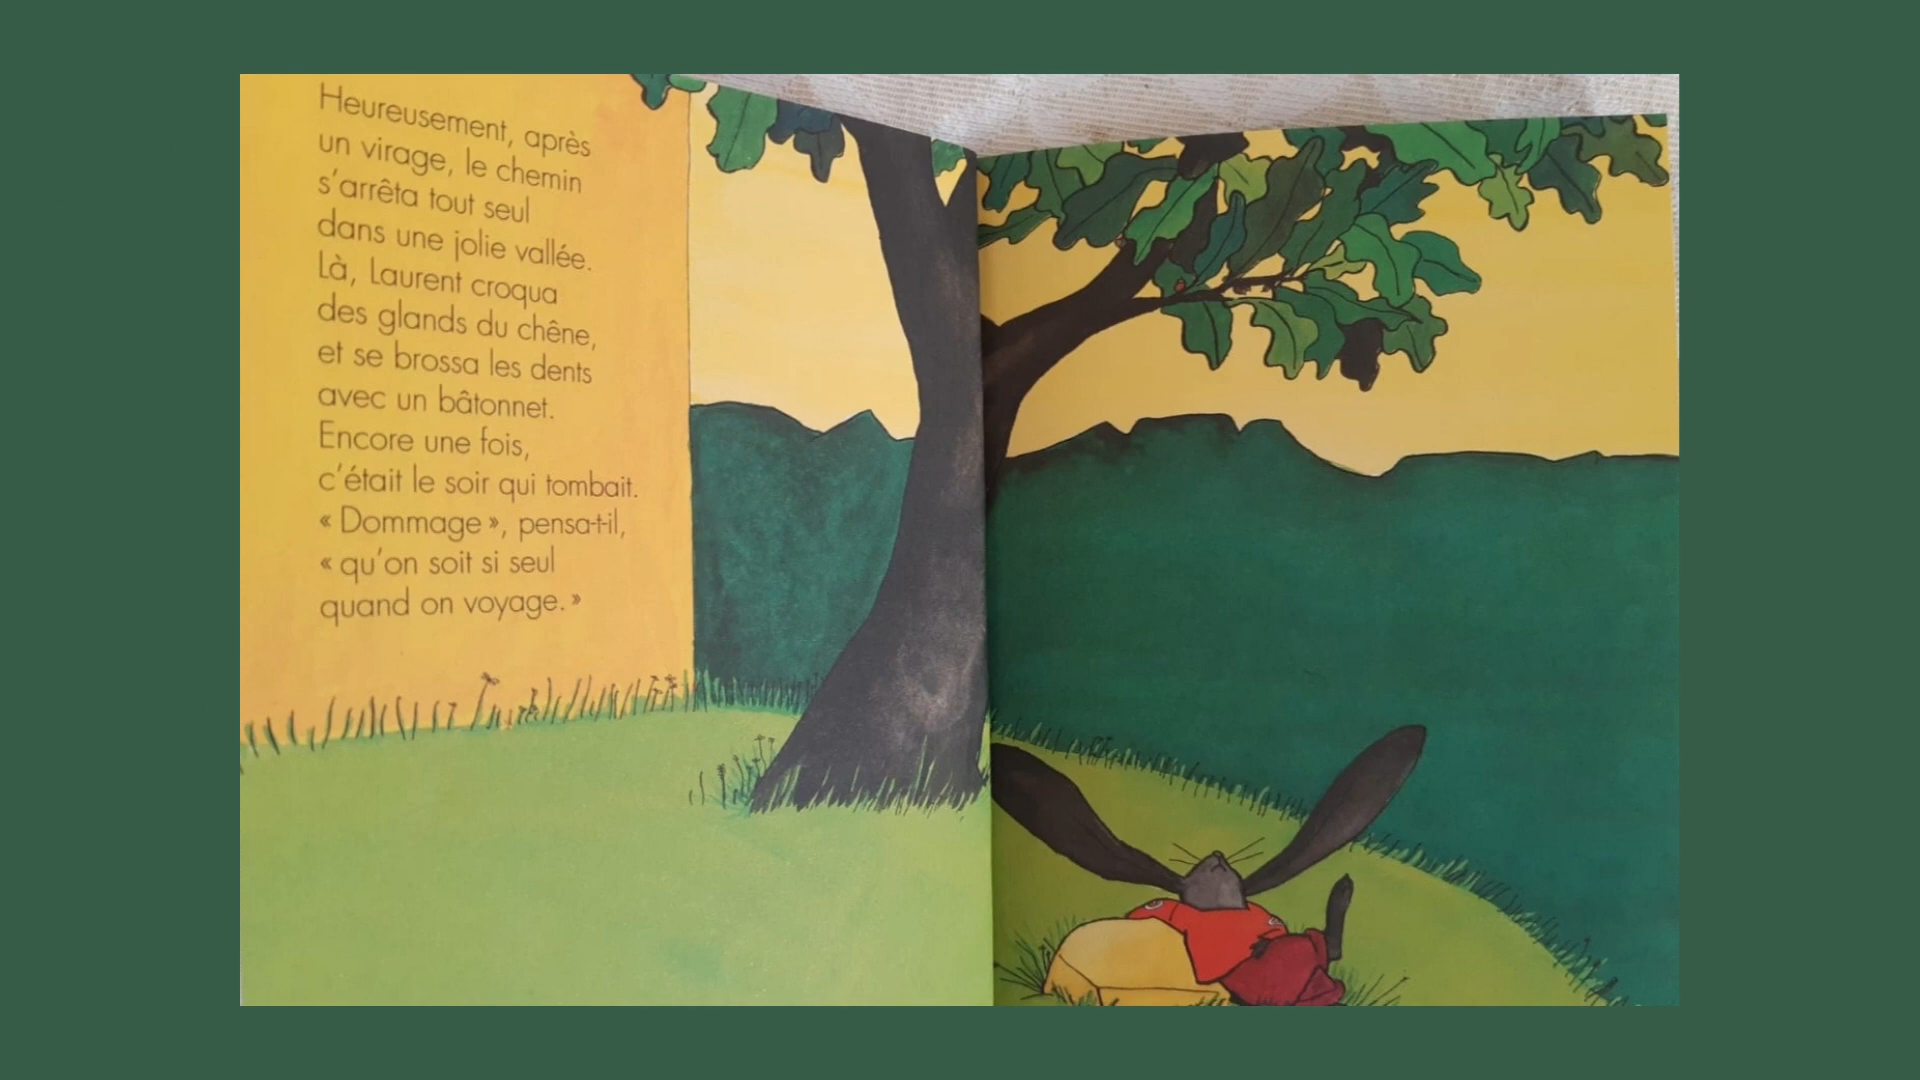 Heureusement, après
un virage, le chemin
s'arrêta tout seul
dans une jolie vallée.
Là, Laurent croqua
des glands du chêne,
et se brossa les dents
avec un bâtonnet.
Encore une fois,
c'était le soir qui tombait.
« Dommage », pensa-t-il,
« qu'on soit si seul
quand on voyage. »